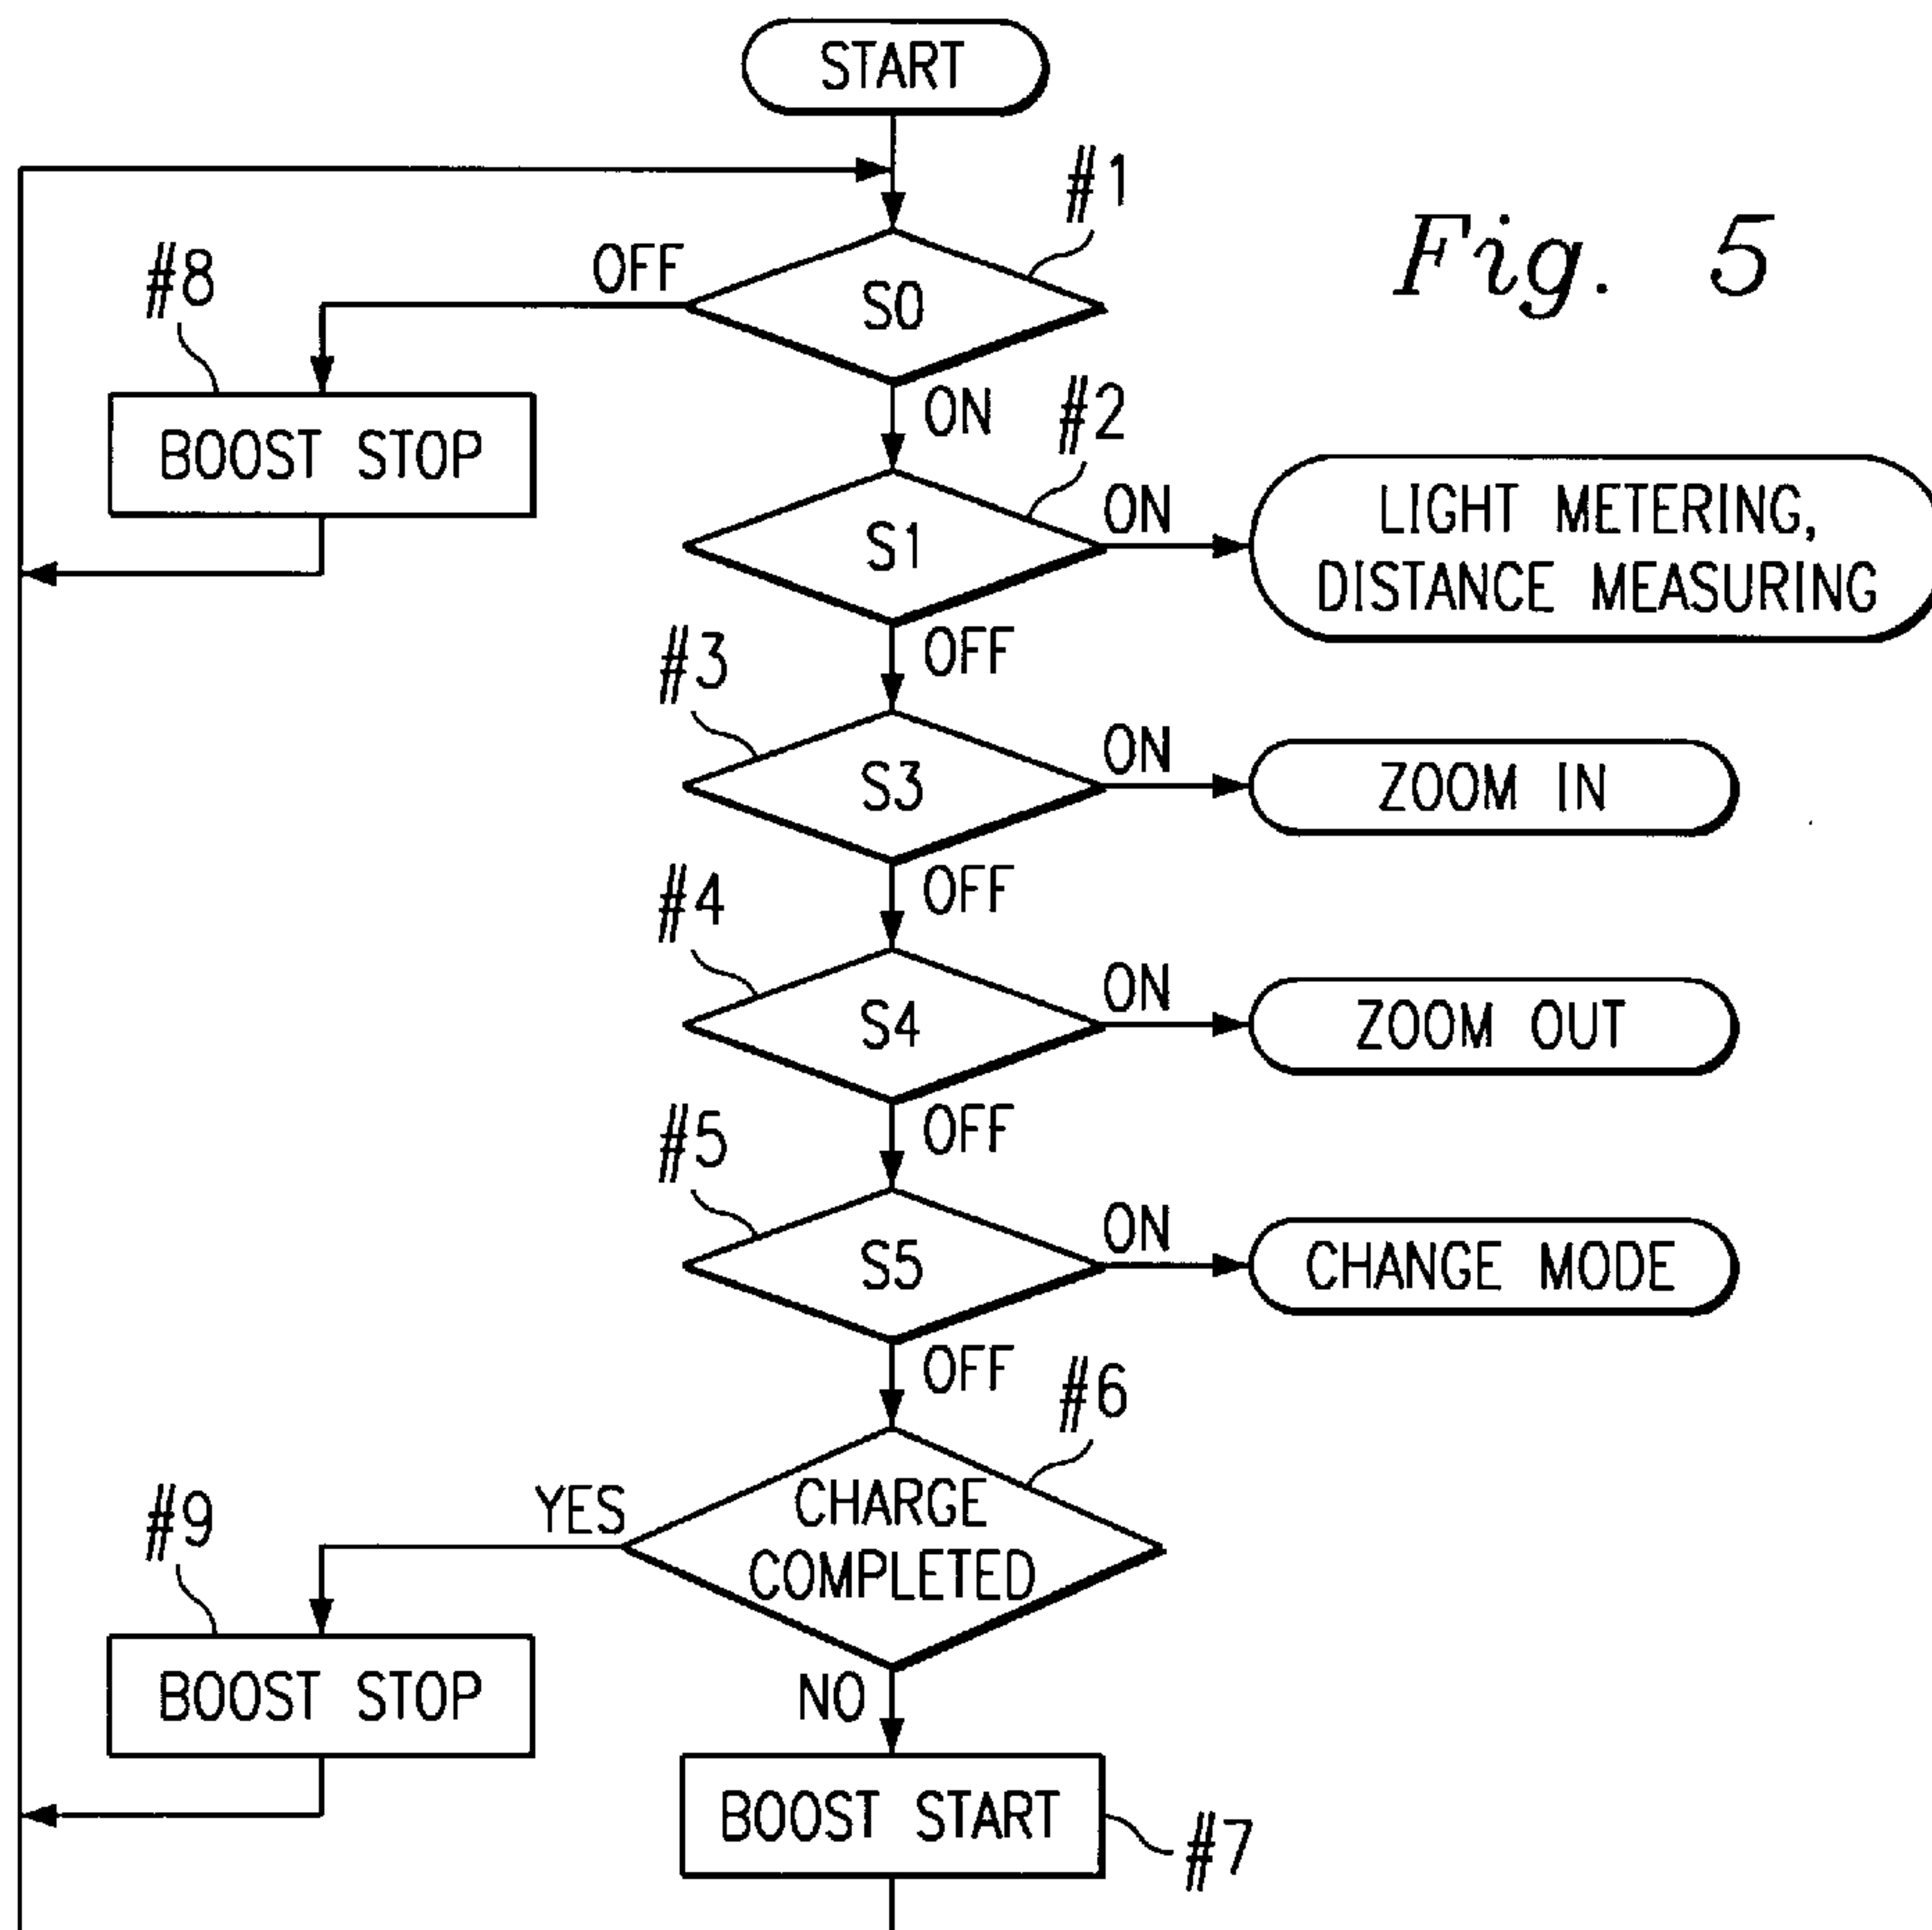 START
#1
Fig. 5
#8
OFF
S0
BOOST STOP
ON
#2
S1
ON
LIGHT METERING,
DISTANCE MEASURING
#3
OFF
S3
ON
ZOOM IN
#4
OFF
S4
ON
ZOOM OUT
#5
OFF
S5
ON
CHANGE MODE
OFF
#6
#9
YES
CHARGE
COMPLETED
BOOST STOP
NO
BOOST START
#7